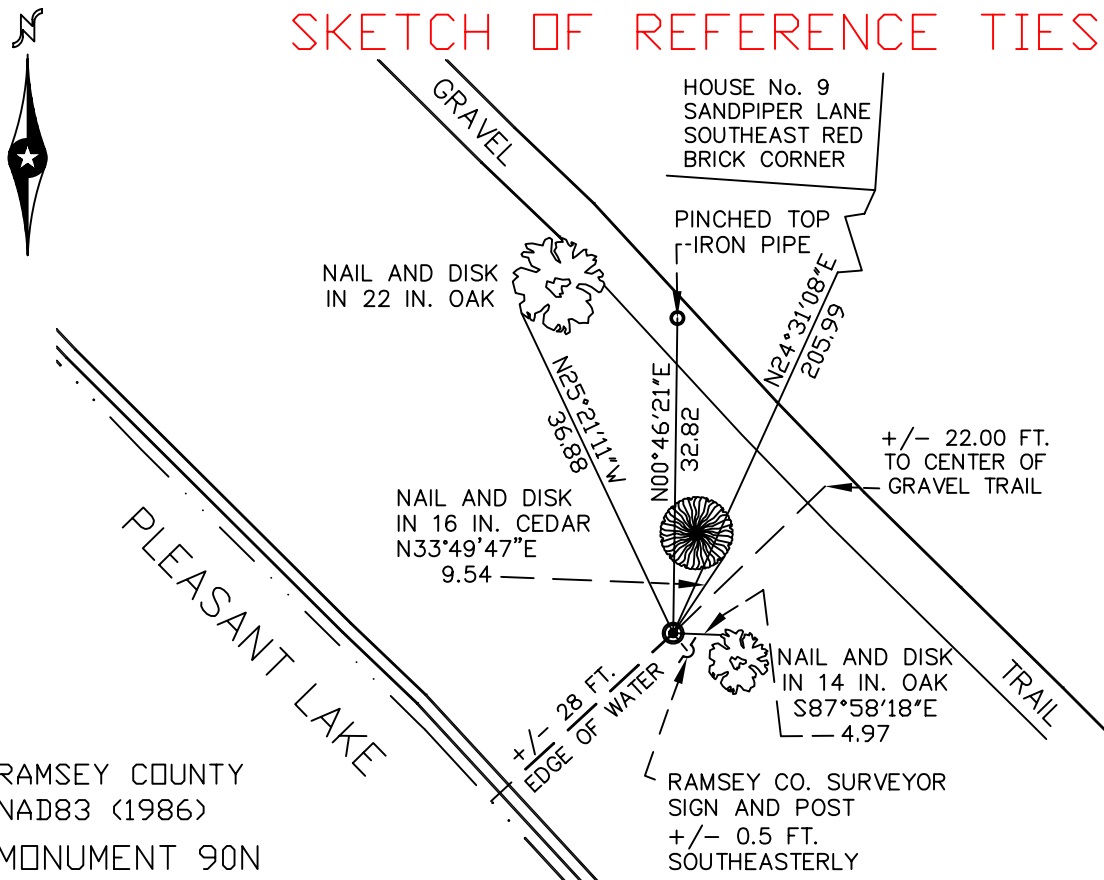 N
SKETCH OF REFERENCE TIES
GRAVEL
HOUSE No. 9
SANDPIPER LANE
SOUTHEAST RED
BRICK CORNER
PINCHED TOP
IRON PIPE
NAIL AND DISK
IN 22 IN. OAK
N25°21'11"W
36.88
N00°46'21"E
32.82
N24°31'08"E
205.99
+/- 22.00 FT.
TO CENTER OF
GRAVEL TRAIL
NAIL AND DISK
IN 16 IN. CEDAR
N33°49'47"E
9.54
PLEASANT LAKE
+/- 28 FT.
EDGE OF WATER
NAIL AND DISK
IN 14 IN. OAK
S87°58'18"E
4.97
TRAIL
RAMSEY CO. SURVEYOR
SIGN AND POST
+/- 0.5 FT.
SOUTHEASTERLY
RAMSEY COUNTY
NAD83 (1986)
MONUMENT 90N